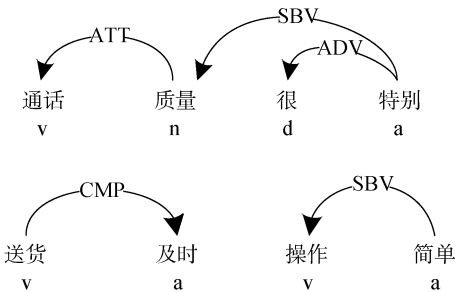 SBV
ATT ADV
通话 质量 很 特别
v n d a
CMP SBV
送货 及时 操作 简单
v a v a